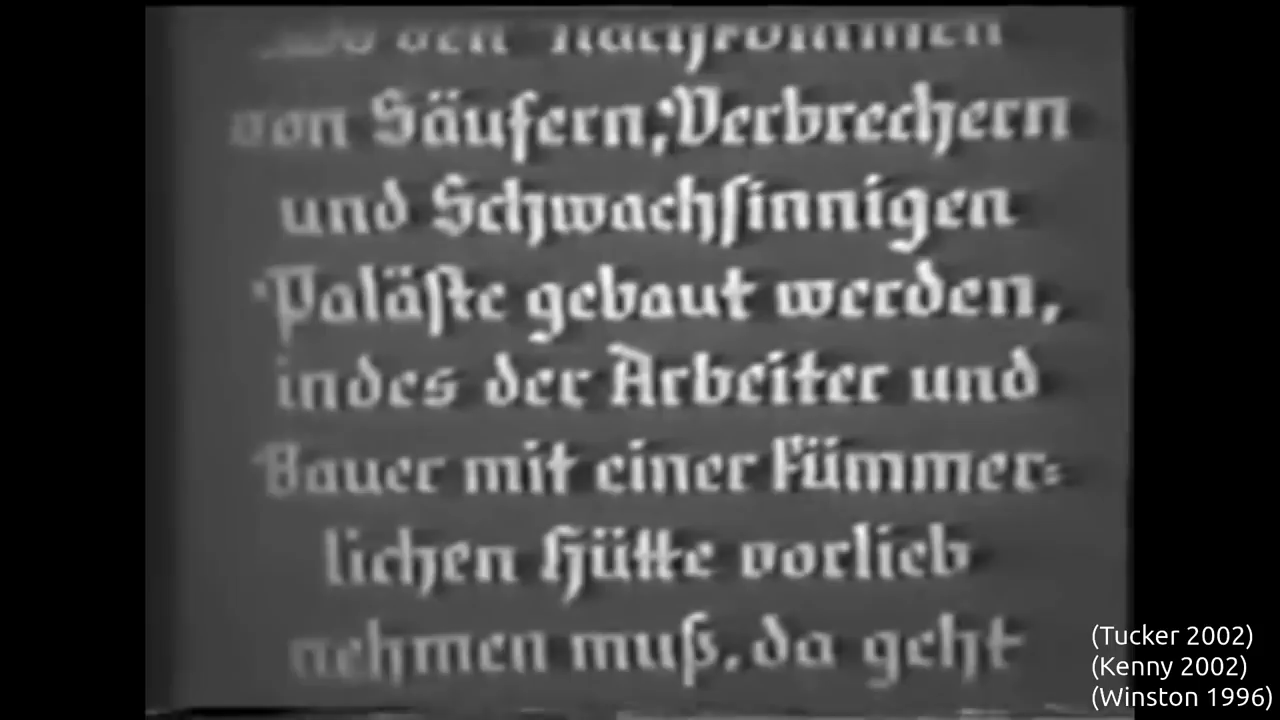 Wo den Nachkommen
von Säufern, Verbrechern
und Schwachsinnigen
Paläste gebaut werden,
indes der Arbeiter und
Bauer mit einer kümmer-
lichen Hütte vorlieb
nehmen muß, da geht
(Tucker 2002)
(Kenny 2002)
(Winston 1996)